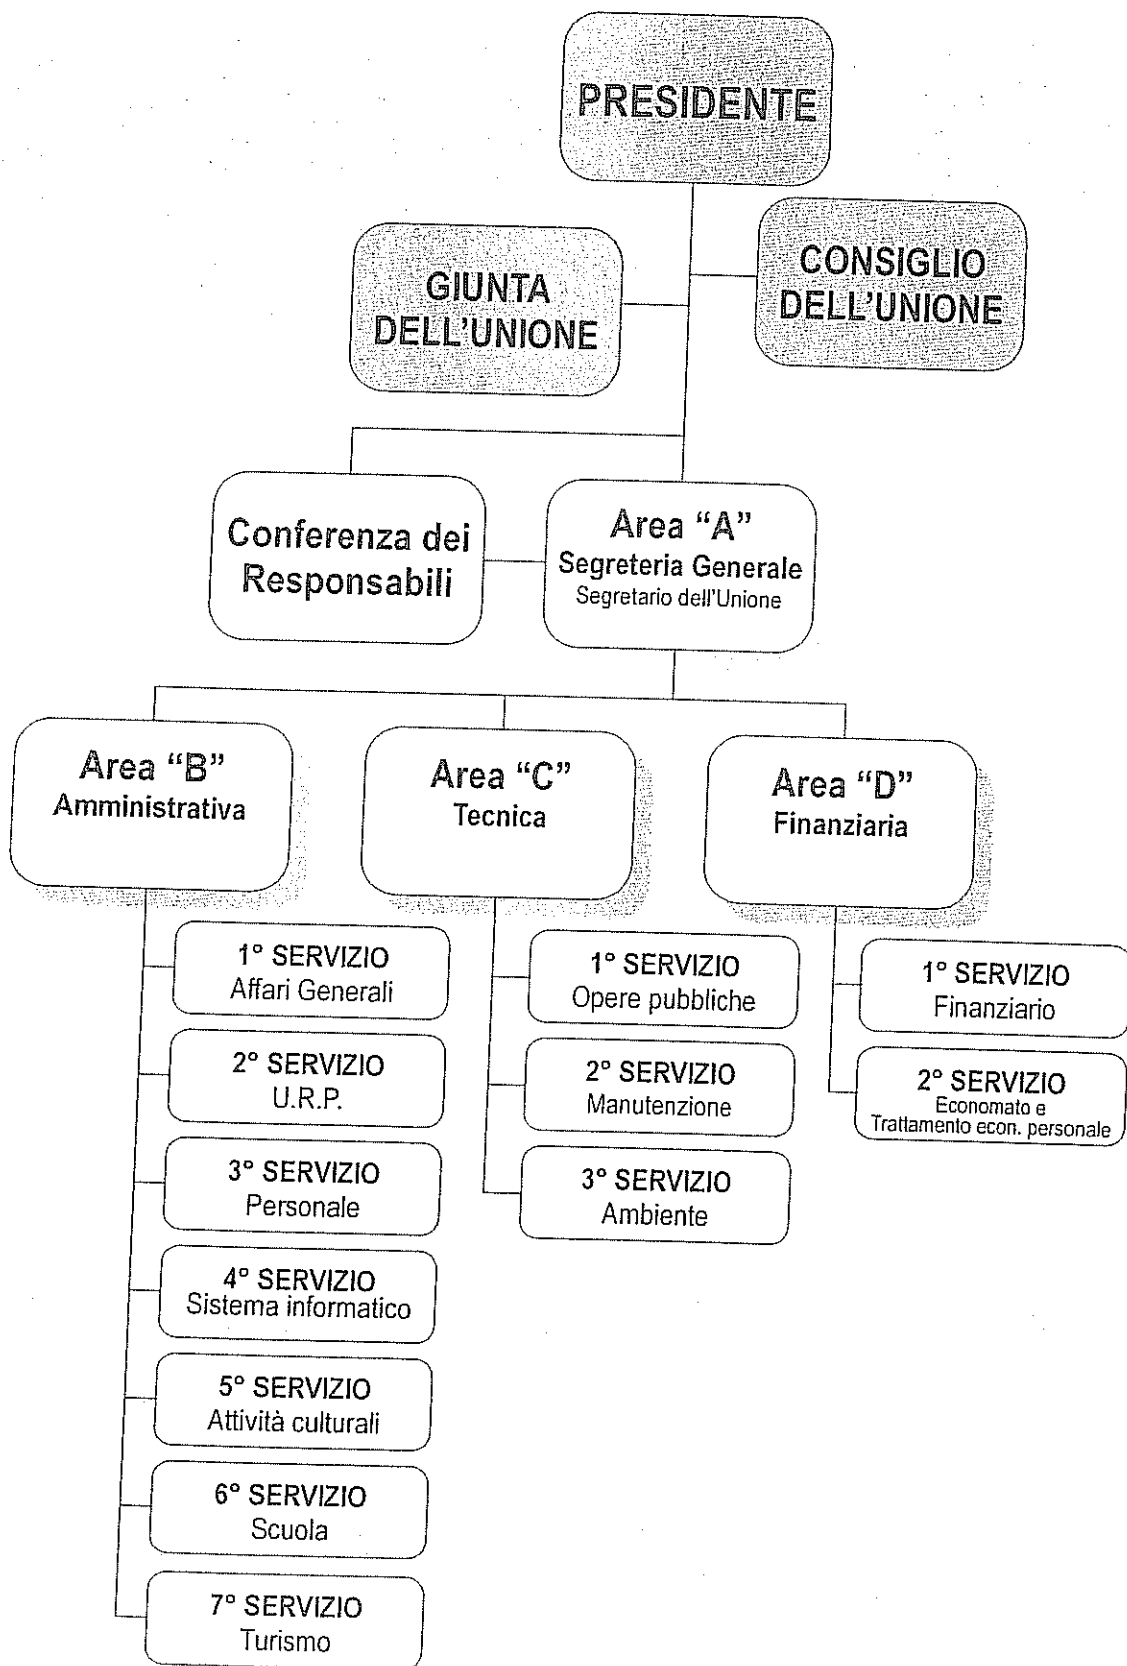 PRESIDENTE
GIUNTA
DELL'UNIONE
CONSIGLIO
DELL'UNIONE
Conferenza dei
Responsabili
Area “A”
Segreteria Generale
Segretario dell'Unione
Area “B”
Amministrativa
Area “C”
Tecnica
Area “D”
Finanziaria
1° SERVIZIO
Affari Generali
2° SERVIZIO
U.R.P.
3° SERVIZIO
Personale
4° SERVIZIO
Sistema informatico
5° SERVIZIO
Attività culturali
6° SERVIZIO
Scuola
7° SERVIZIO
Turismo
1° SERVIZIO
Opere pubbliche
2° SERVIZIO
Manutenzione
3° SERVIZIO
Ambiente
1° SERVIZIO
Finanziario
2° SERVIZIO
Economato e
Trattamento econ. personale